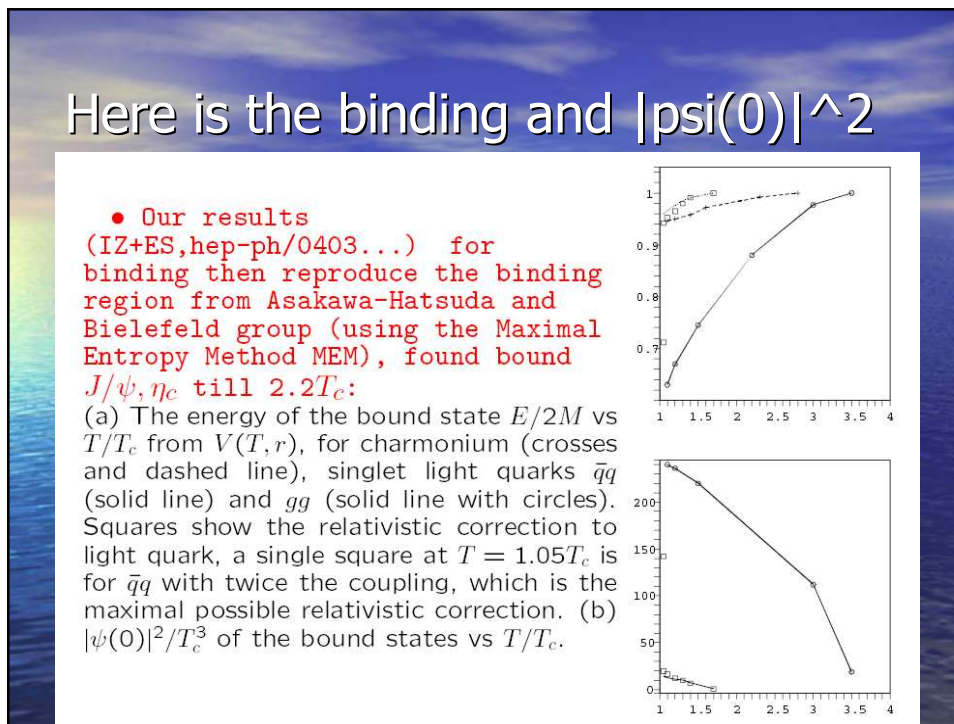 Here is the binding and |psi(0)|^2
• Our results
(IZ+ES,hep-ph/0403...) for
binding then reproduce the binding
region from Asakawa-Hatsuda and
Bielefeld group (using the Maximal
Entropy Method MEM), found bound
J/ψ, η_c till 2.2T_c:
(a) The energy of the bound state E/2M vs
T/T_c from V(T, r), for charmonium (crosses
and dashed line), singlet light quarks q̄q
(solid line) and gg (solid line with circles).
Squares show the relativistic correction to
light quark, a single square at T = 1.05T_c is
for q̄q with twice the coupling, which is the
maximal possible relativistic correction. (b)
|ψ(0)|²/T_c³ of the bound states vs T/T_c.
1
0.9
0.8
0.7
1 1.5 2 2.5 3 3.5 4
200
150
100
50
0
1 1.5 2 2.5 3 3.5 4